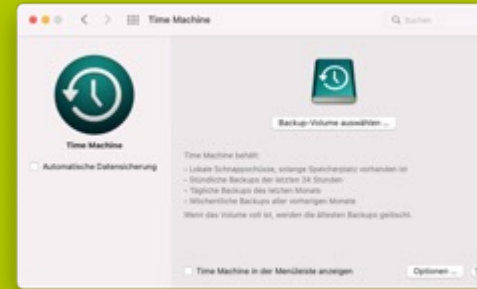 Time Machine
Suchen
Backup-Volume auswählen ...
Time Machine
Automatische Datensicherung
Time Machine behält:
- Lokale Schnappschüsse, solange Speicherplatz vorhanden ist
- Stündliche Backups der letzten 24 Stunden
- Tägliche Backups des letzten Monats
- Wöchentliche Backups aller vorherigen Monate
Wenn das Volume voll ist, werden die ältesten Backups gelöscht.
Time Machine in der Menüleiste anzeigen
Optionen ...